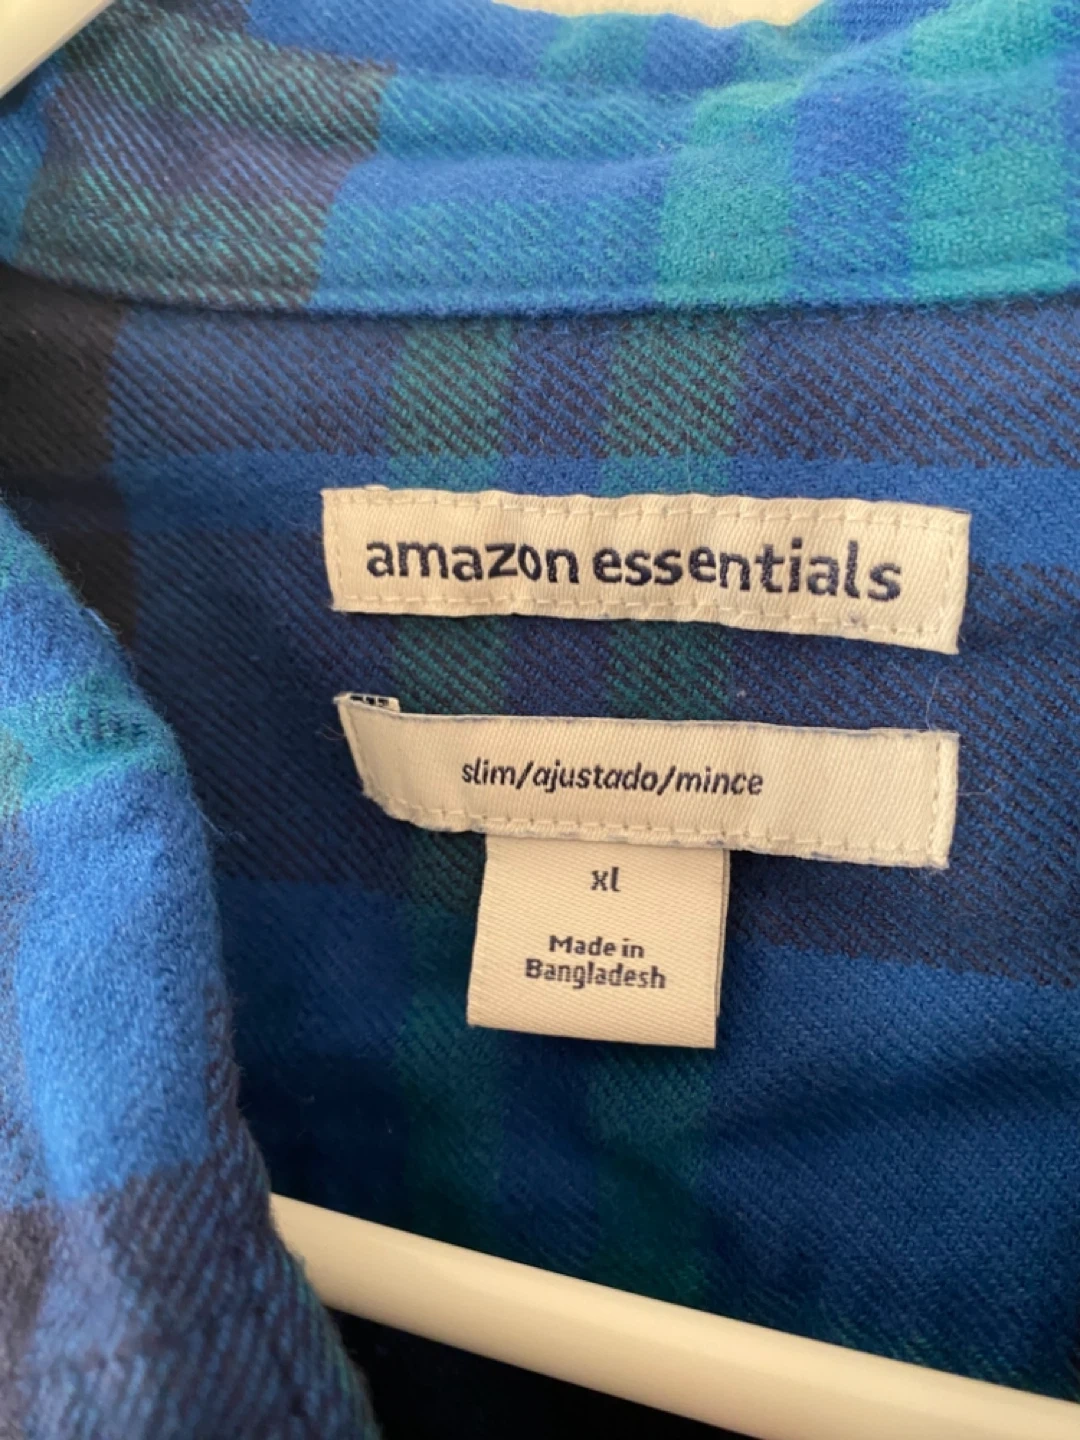 amazon essentials
slim/ajustado/mince
xl
Made in
Bangladesh